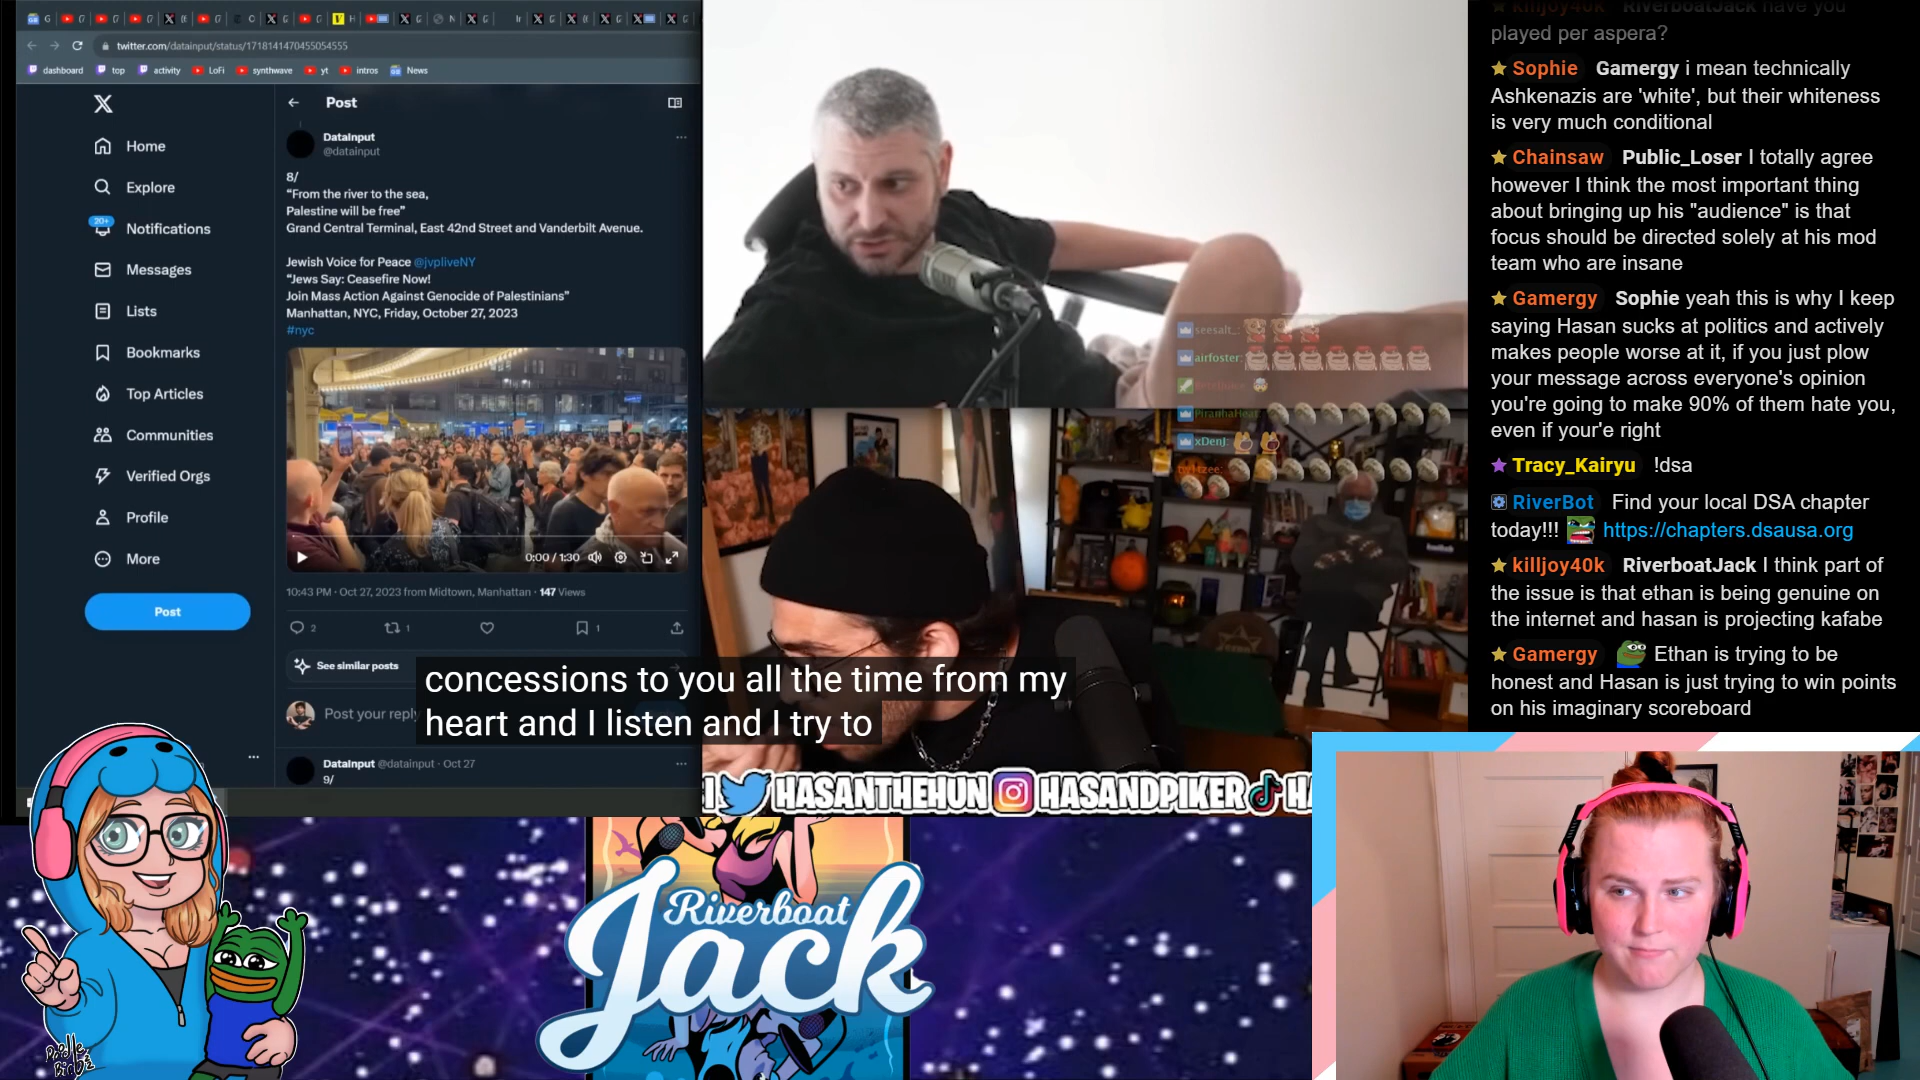 twitter.com/datainput/status/1718141470455054555
dashboard
top
activity
LoFi
synthwave
yt
intros
News
Home
Explore
20+
Notifications
Messages
Lists
Bookmarks
Top Articles
Communities
Verified Orgs
Profile
More
Post
Post
DataInput
@datainput
8/
“From the river to the sea,
Palestine will be free”
Grand Central Terminal, East 42nd Street and Vanderbilt Avenue.
Jewish Voice for Peace @jvpliveNY
“Jews Say: Ceasefire Now!
Join Mass Action Against Genocide of Palestinians”
Manhattan, NYC, Friday, October 27, 2023
#nyc
0:00 / 1:30
10:43 PM · Oct 27, 2023 from Midtown, Manhattan · 147 Views
2
1
1
See similar posts
Post your reply
DataInput @datainput · Oct 27
9/
concessions to you all the time from my
heart and I listen and I try to
seesalt_:
airfoster:
PiranhaHeat:
xDenJ:
tw1tzee:
HASANTHEHUN
HASANDPIKER
Riverboat
Jack
killjoy40k RiverboatJack have you
played per aspera?
Sophie Gamergy i mean technically
Ashkenazis are 'white', but their whiteness
is very much conditional
Chainsaw Public_Loser I totally agree
however I think the most important thing
about bringing up his "audience" is that
focus should be directed solely at his mod
team who are insane
Gamergy Sophie yeah this is why I keep
saying Hasan sucks at politics and actively
makes people worse at it, if you just plow
your message across everyone's opinion
you're going to make 90% of them hate you,
even if your'e right
Tracy_Kairyu !dsa
RiverBot Find your local DSA chapter
today!!! https://chapters.dsausa.org
killjoy40k RiverboatJack I think part of
the issue is that ethan is being genuine on
the internet and hasan is projecting kafabe
Gamergy Ethan is trying to be
honest and Hasan is just trying to win points
on his imaginary scoreboard